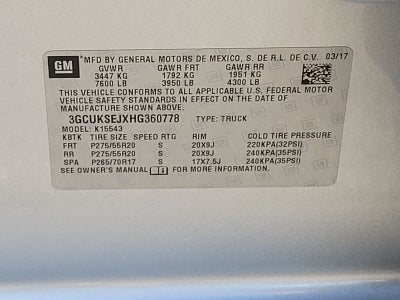 GM MFD BY GENERAL MOTORS DE MEXICO, S. DE R.L. DE C.V. 03/17
GVWR GAWR FRT GAWR RR
3447 KG 1792 KG 1951 KG
7600 LB 3950 LB 4300 LB
THIS VEHICLE CONFORMS TO ALL APPLICABLE U.S. FEDERAL MOTOR
VEHICLE SAFETY STANDARDS IN EFFECT ON THE DATE OF
MANUFACTURE SHOWN ABOVE.
3GCUKSEJXHG360778 TYPE: TRUCK
MODEL: K15543
KBTK TIRE SIZE SPEED RTG RIM COLD TIRE PRESSURE
FRT P275/55R20 S 20X9J 220KPA(32PSI)
RR P275/55R20 S 20X9J 240KPA(35PSI)
SPA P265/70R17 S 17X7.5J 240KPA(35PSI)
SEE OWNER'S MANUAL FOR MORE INFORMATION.